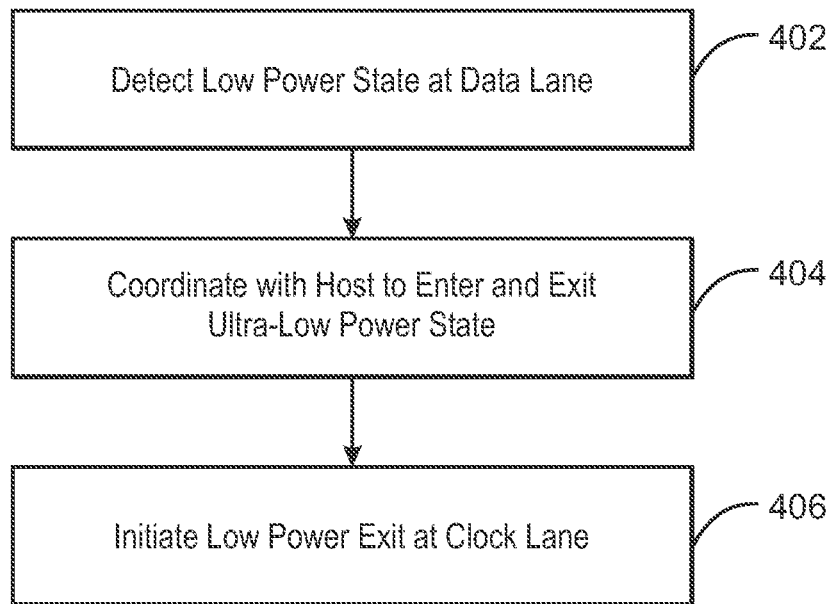 Detect Low Power State at Data Lane
402
Coordinate with Host to Enter and Exit
Ultra-Low Power State
404
Initiate Low Power Exit at Clock Lane
406